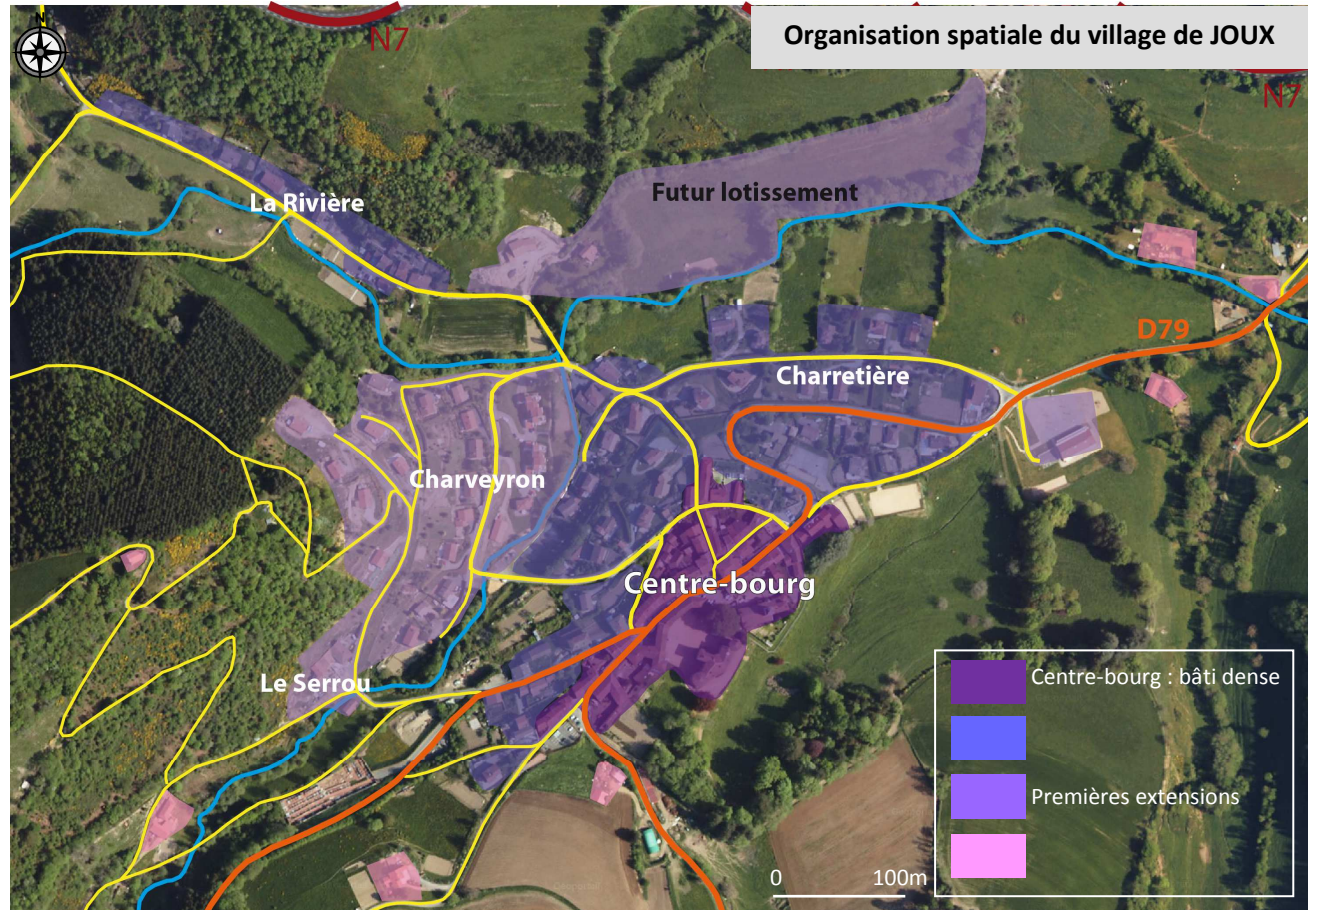 Organisation spatiale du village de JOUX
N
N7
N7
La Rivière
Futur lotissement
D79
Charretière
Charveyron
Centre-bourg
Le Serrou
Centre-bourg : bâti dense
Premières extensions
0 100m